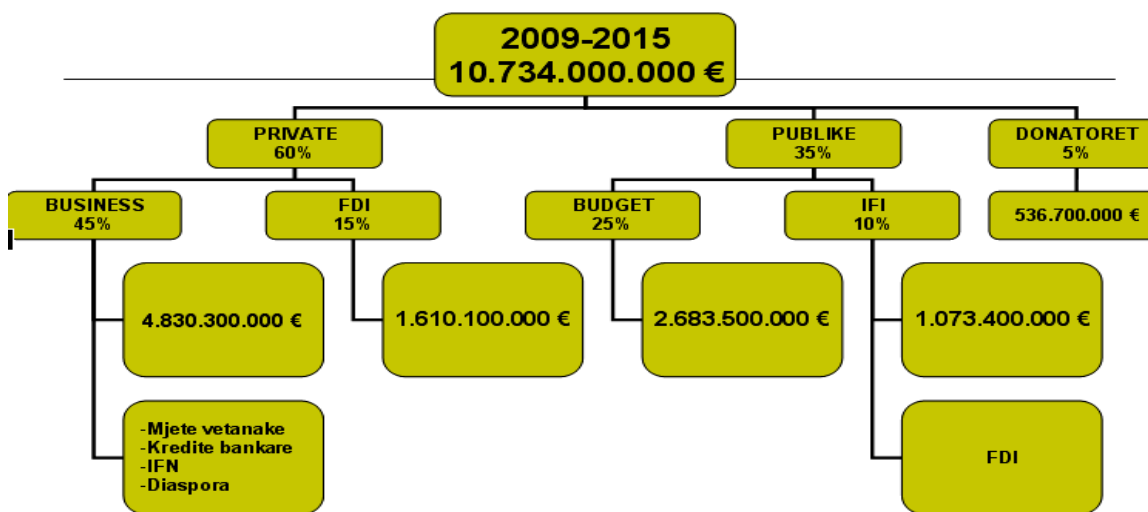 2009-2015
10.734.000.000 €
PRIVATE
60%
PUBLIKE
35%
DONATORET
5%
BUSINESS
45%
FDI
15%
BUDGET
25%
IFI
10%
536.700.000 €
4.830.300.000 €
1.610.100.000 €
2.683.500.000 €
1.073.400.000 €
-Mjete vetanake
-Kredite bankare
-IFN
-Diaspora
FDI